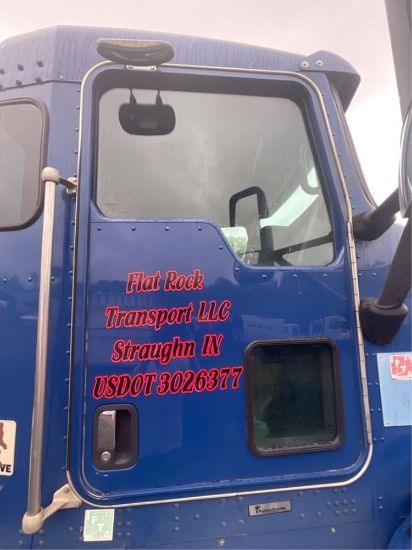 Flat Rock
Transport LLC
Straughn IN
USDOT 3026377